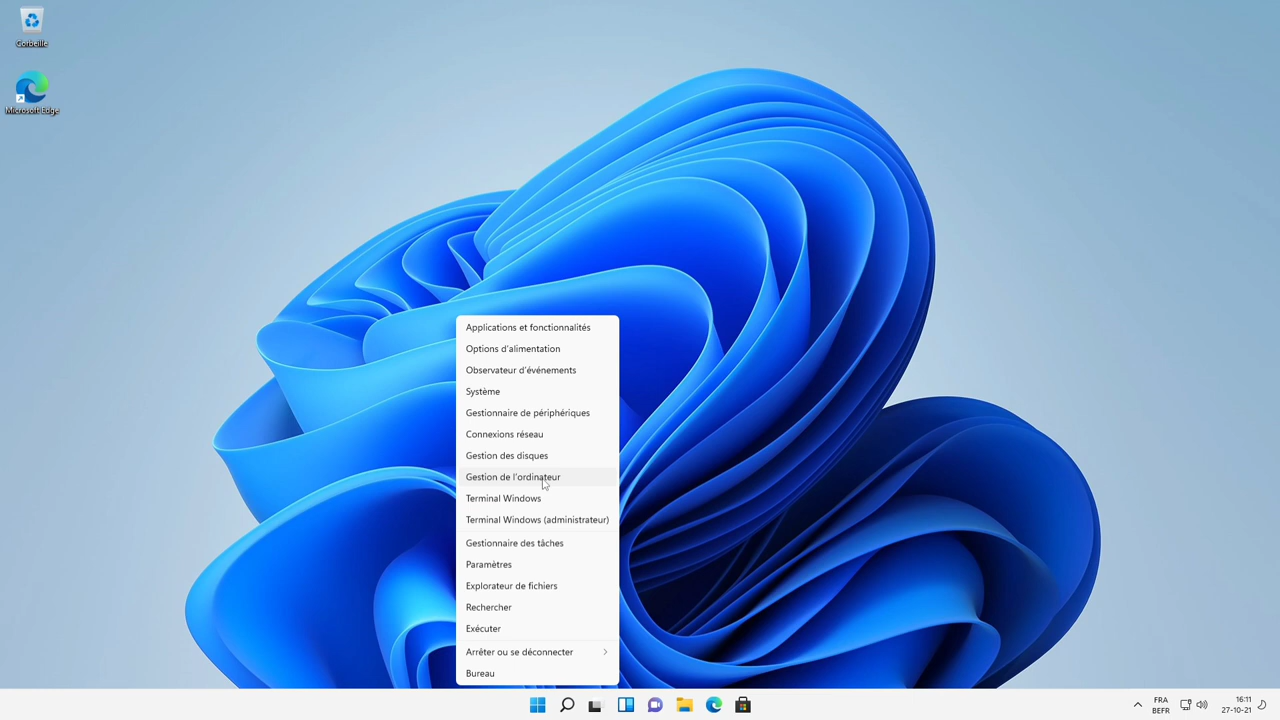 Corbeille
Microsoft Edge
Applications et fonctionnalités
Options d'alimentation
Observateur d'événements
Système
Gestionnaire de périphériques
Connexions réseau
Gestion des disques
Gestion de l'ordinateur
Terminal Windows
Terminal Windows (administrateur)
Gestionnaire des tâches
Paramètres
Explorateur de fichiers
Rechercher
Exécuter
Arrêter ou se déconnecter
Bureau
FRA
BEFR
16:11
27-10-21